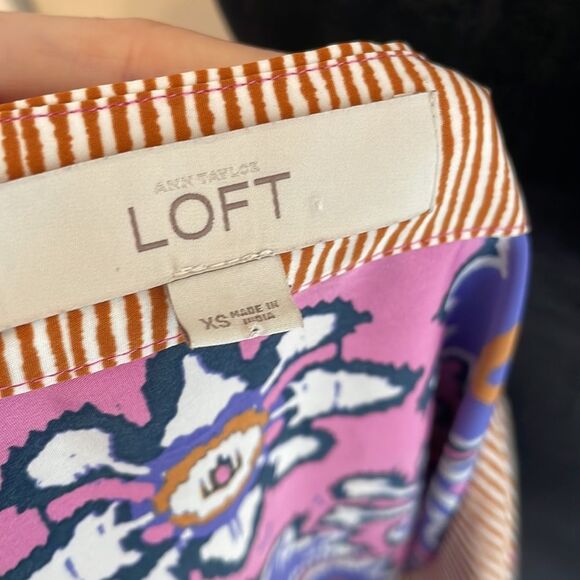 ANN TAYLOR
LOFT
XS MADE IN
INDIA